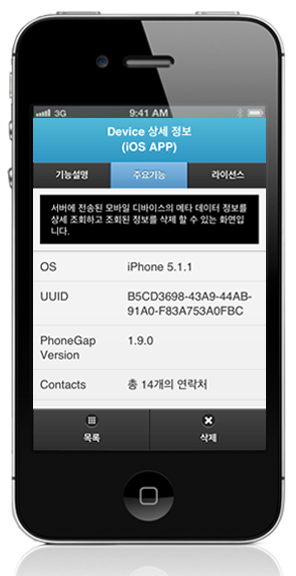 3G 9:41 AM
Device 상세 정보
(iOS APP)
기능설명 주요기능 라이선스
서버에 전송된 모바일 디바이스의 메타 데이터 정보를
상세 조회하고 조회된 정보를 삭제 할 수 있는 화면입
니다.
OS iPhone 5.1.1
UUID B5CD3698-43A9-44AB-
91A0-F83A753A0FBC
PhoneGap 1.9.0
Version
Contacts 총 14개의 연락처
목록 삭제